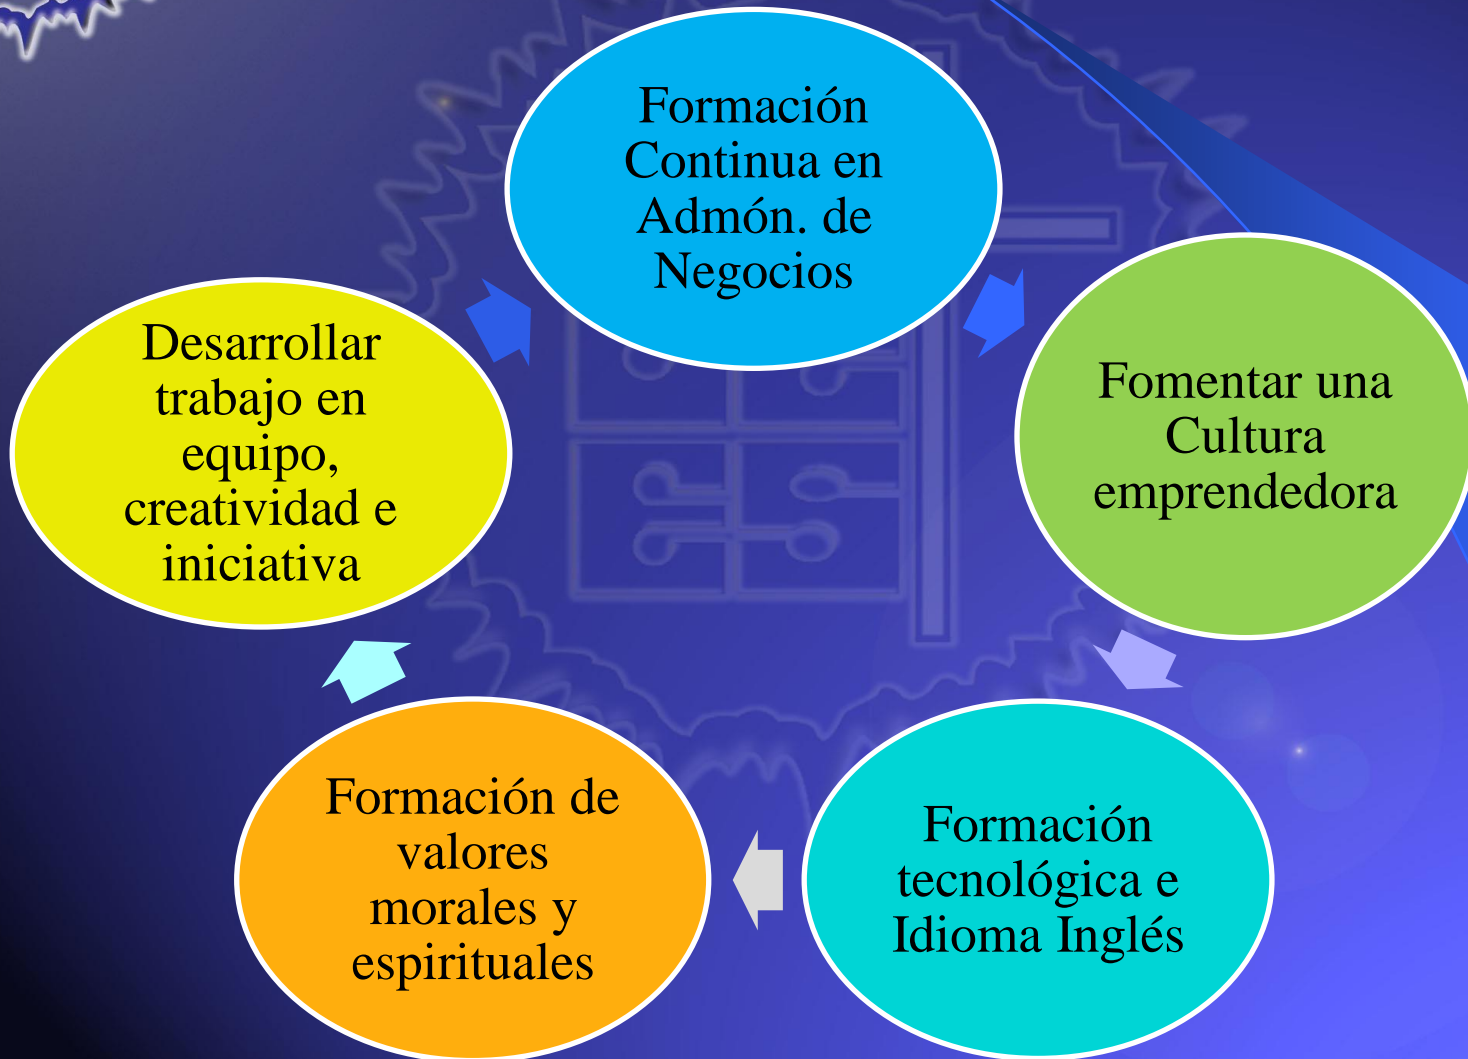 Formación
Continua en
Admón. de
Negocios
Fomentar una
Cultura
emprendedora
Formación
tecnológica e
Idioma Inglés
Formación de
valores
morales y
espirituales
Desarrollar
trabajo en
equipo,
creatividad e
iniciativa